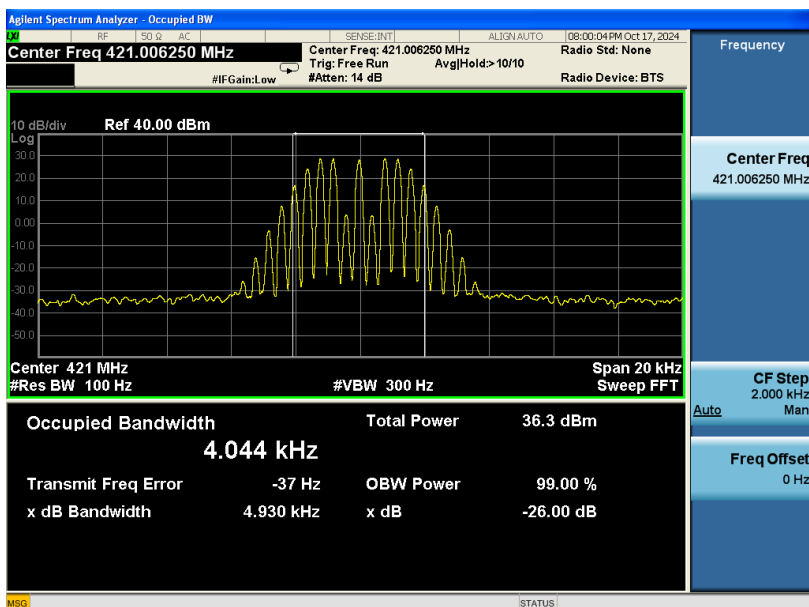 Agilent Spectrum Analyzer - Occupied BW
LXI RF 50 Ω AC SENSE:INT ALIGN AUTO 08:00:04 PM Oct 17, 2024
Center Freq 421.006250 MHz
Center Freq: 421.006250 MHz
Radio Std: None
Trig: Free Run Avg|Hold:>10/10
#IFGain:Low
#Atten: 14 dB
Radio Device: BTS
10 dB/div Ref 40.00 dBm
Log
30.0
20.0
10.0
0.00
-10.0
-20.0
-30.0
-40.0
-50.0
Center 421 MHz Span 20 kHz
#Res BW 100 Hz #VBW 300 Hz Sweep FFT
Occupied Bandwidth Total Power 36.3 dBm
4.044 kHz
Transmit Freq Error -37 Hz OBW Power 99.00 %
x dB Bandwidth 4.930 kHz x dB -26.00 dB
MSG STATUS
Frequency
Center Freq
421.006250 MHz
CF Step
2.000 kHz
Auto Man
Freq Offset
0 Hz